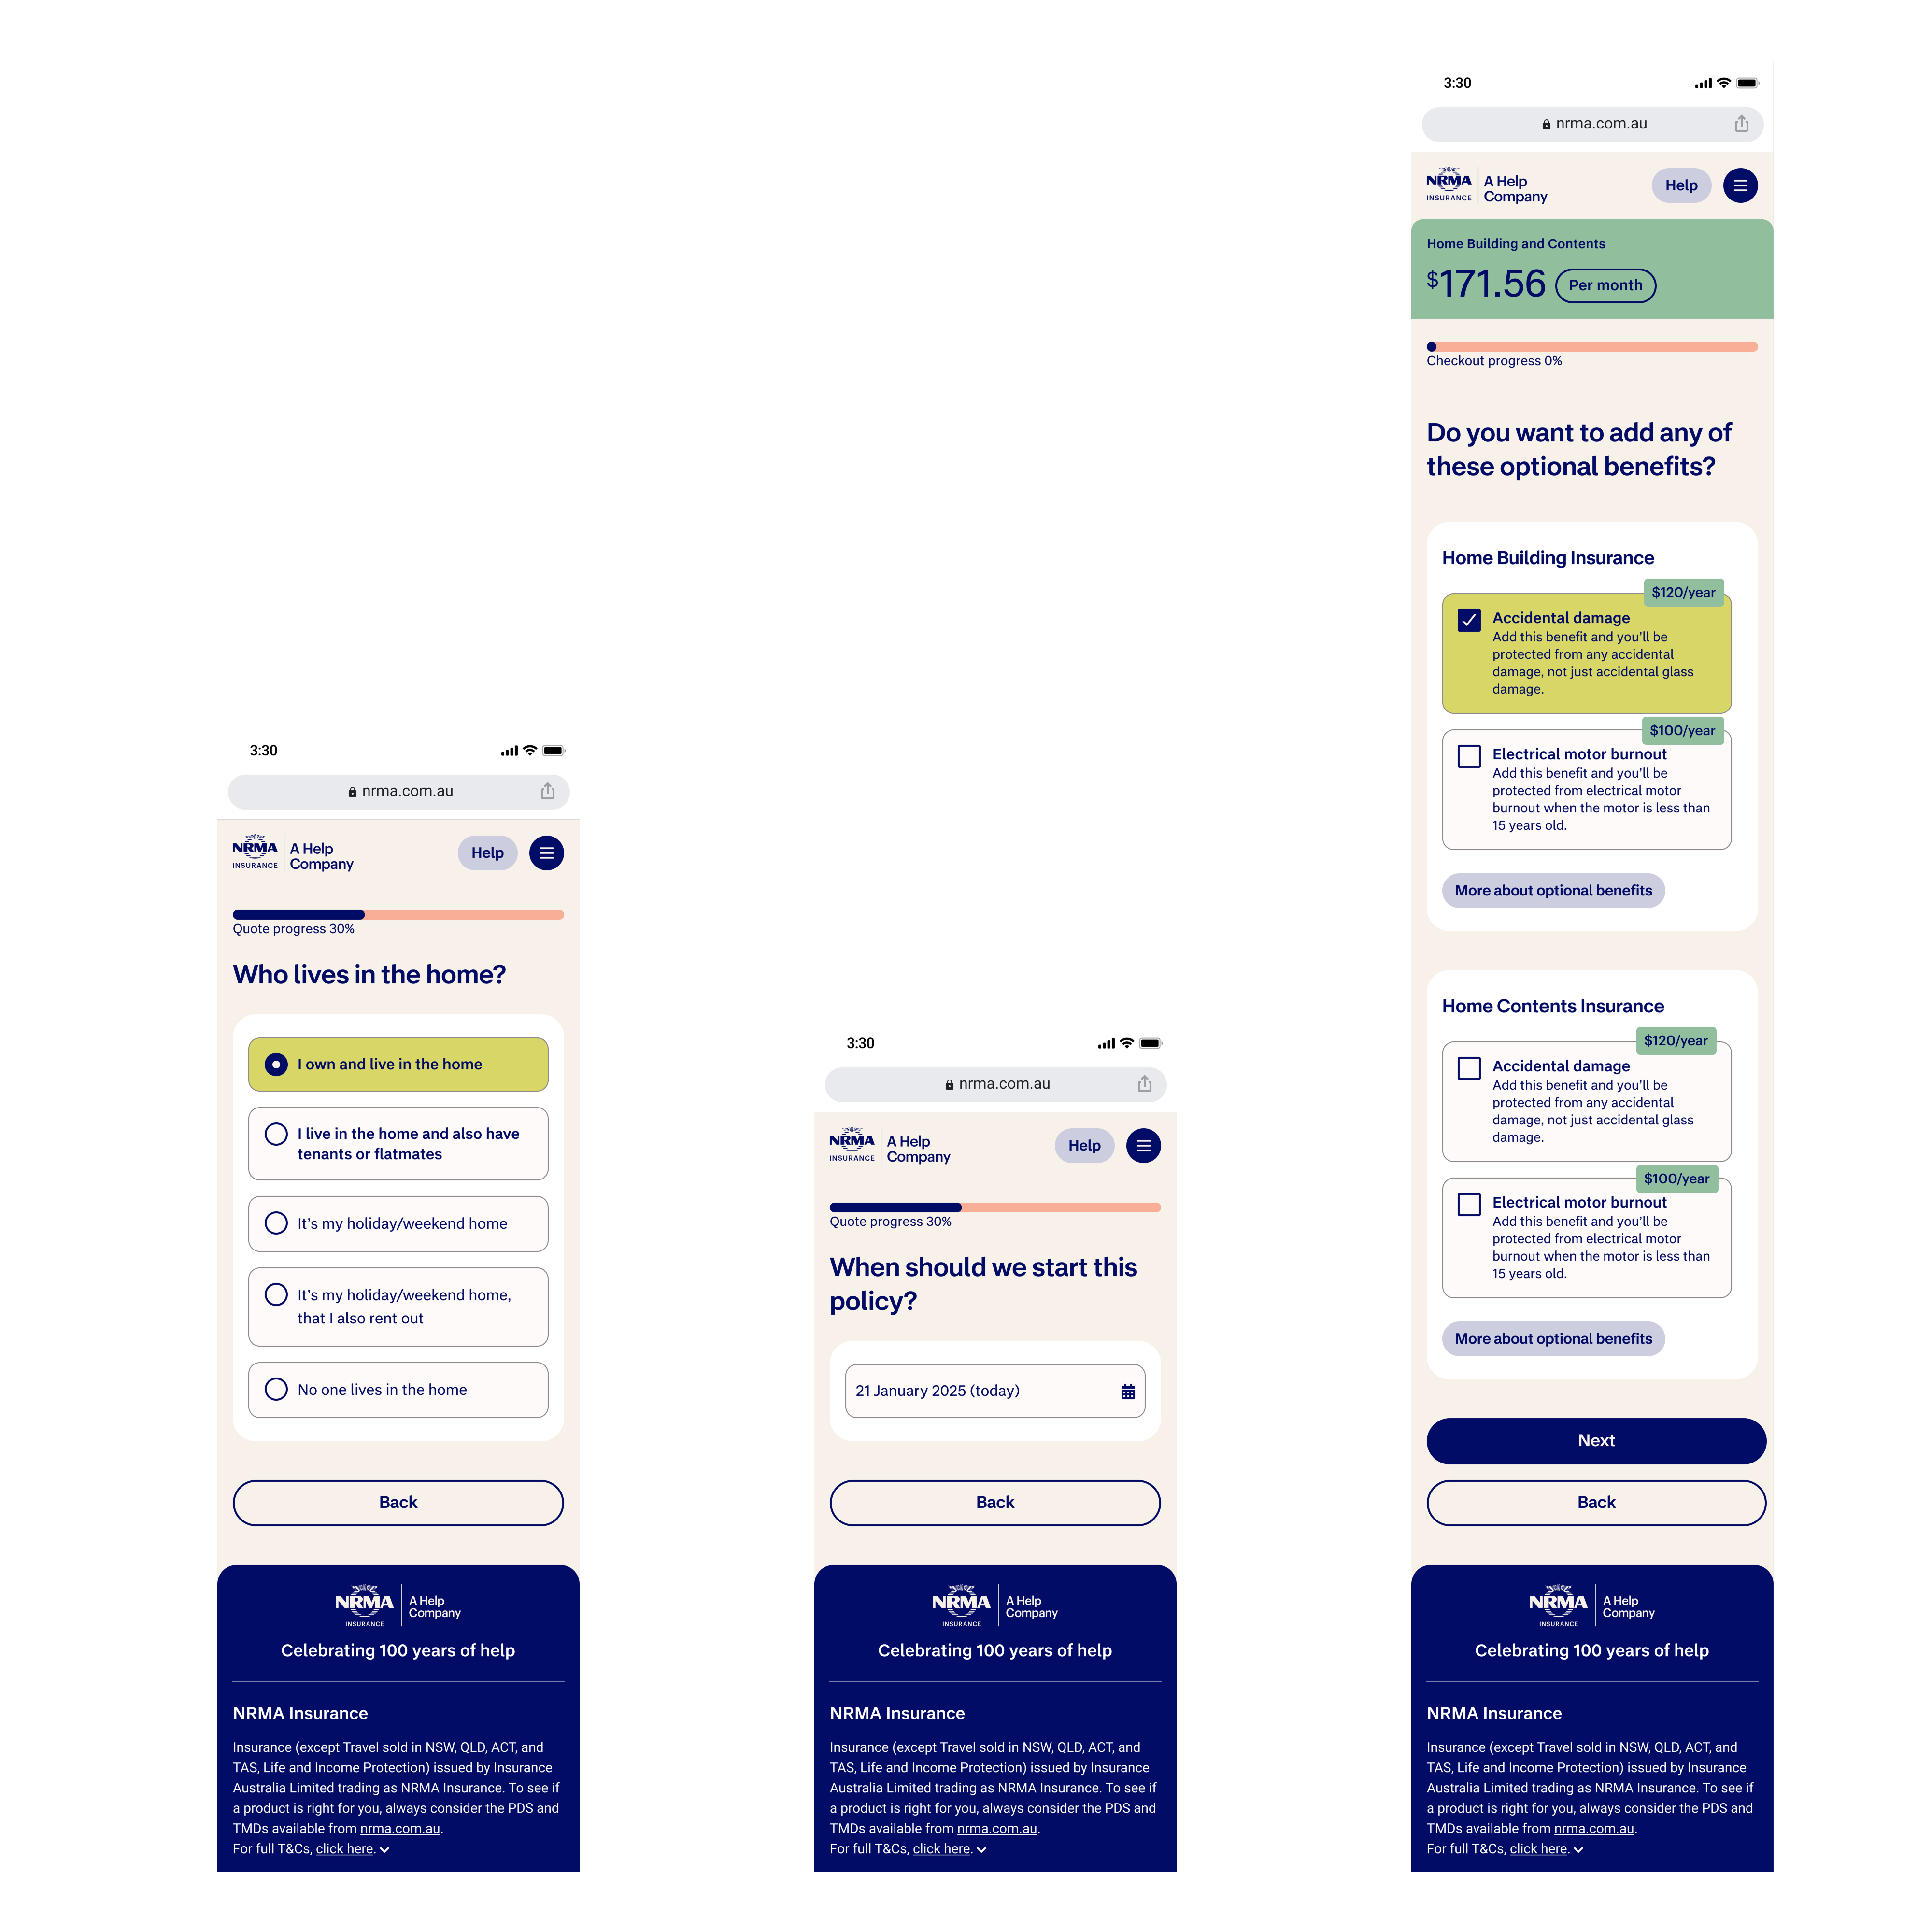 3:30
nrma.com.au
NRMA
INSURANCE
A Help
Company
Help
Quote progress 30%
Who lives in the home?
I own and live in the home
I live in the home and also have
tenants or flatmates
It's my holiday/weekend home
It's my holiday/weekend home,
that I also rent out
No one lives in the home
Back
NRMA
INSURANCE
A Help
Company
Celebrating 100 years of help
NRMA Insurance
Insurance (except Travel sold in NSW, QLD, ACT, and
TAS, Life and Income Protection) issued by Insurance
Australia Limited trading as NRMA Insurance. To see if
a product is right for you, always consider the PDS and
TMDs available from nrma.com.au.
For full T&Cs, click here.
3:30
nrma.com.au
NRMA
INSURANCE
A Help
Company
Help
Quote progress 30%
When should we start this
policy?
21 January 2025 (today)
Back
NRMA
INSURANCE
A Help
Company
Celebrating 100 years of help
NRMA Insurance
Insurance (except Travel sold in NSW, QLD, ACT, and
TAS, Life and Income Protection) issued by Insurance
Australia Limited trading as NRMA Insurance. To see if
a product is right for you, always consider the PDS and
TMDs available from nrma.com.au.
For full T&Cs, click here.
3:30
nrma.com.au
NRMA
INSURANCE
A Help
Company
Help
Home Building and Contents
$171.56 Per month
Checkout progress 0%
Do you want to add any of
these optional benefits?
Home Building Insurance
$120/year
Accidental damage
Add this benefit and you'll be
protected from any accidental
damage, not just accidental glass
damage.
$100/year
Electrical motor burnout
Add this benefit and you'll be
protected from electrical motor
burnout when the motor is less than
15 years old.
More about optional benefits
Home Contents Insurance
$120/year
Accidental damage
Add this benefit and you'll be
protected from any accidental
damage, not just accidental glass
damage.
$100/year
Electrical motor burnout
Add this benefit and you'll be
protected from electrical motor
burnout when the motor is less than
15 years old.
More about optional benefits
Next
Back
NRMA
INSURANCE
A Help
Company
Celebrating 100 years of help
NRMA Insurance
Insurance (except Travel sold in NSW, QLD, ACT, and
TAS, Life and Income Protection) issued by Insurance
Australia Limited trading as NRMA Insurance. To see if
a product is right for you, always consider the PDS and
TMDs available from nrma.com.au.
For full T&Cs, click here.